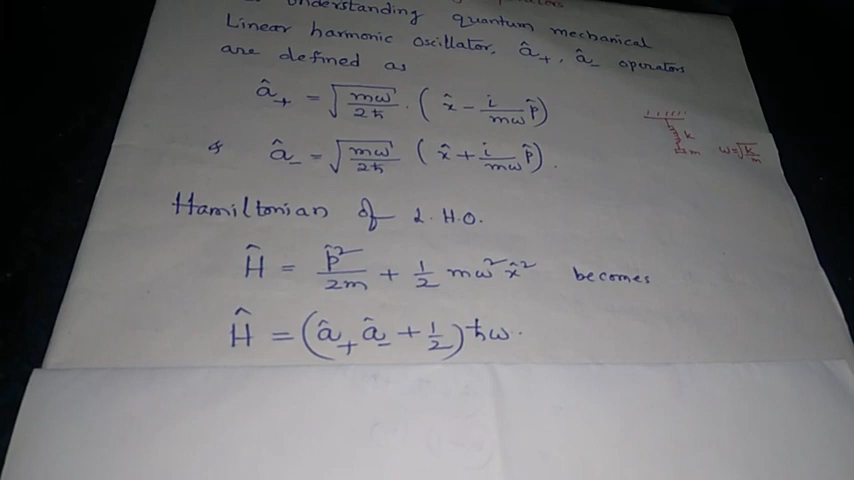 understanding quantum mechanical
Linear harmonic oscillator, â₊, â₋ operators
are defined as
â₊ = √(mω/2ħ) · ( x̂ − i/mω p̂ )
& â₋ = √(mω/2ħ) ( x̂ + i/mω p̂ ).
k
m
ω=√(k/m)
Hamiltonian of L.H.O.
Ĥ = p̂²/2m + 1/2 mω² x̂² becomes
Ĥ = (â₊ â₋ + 1/2) ħω.